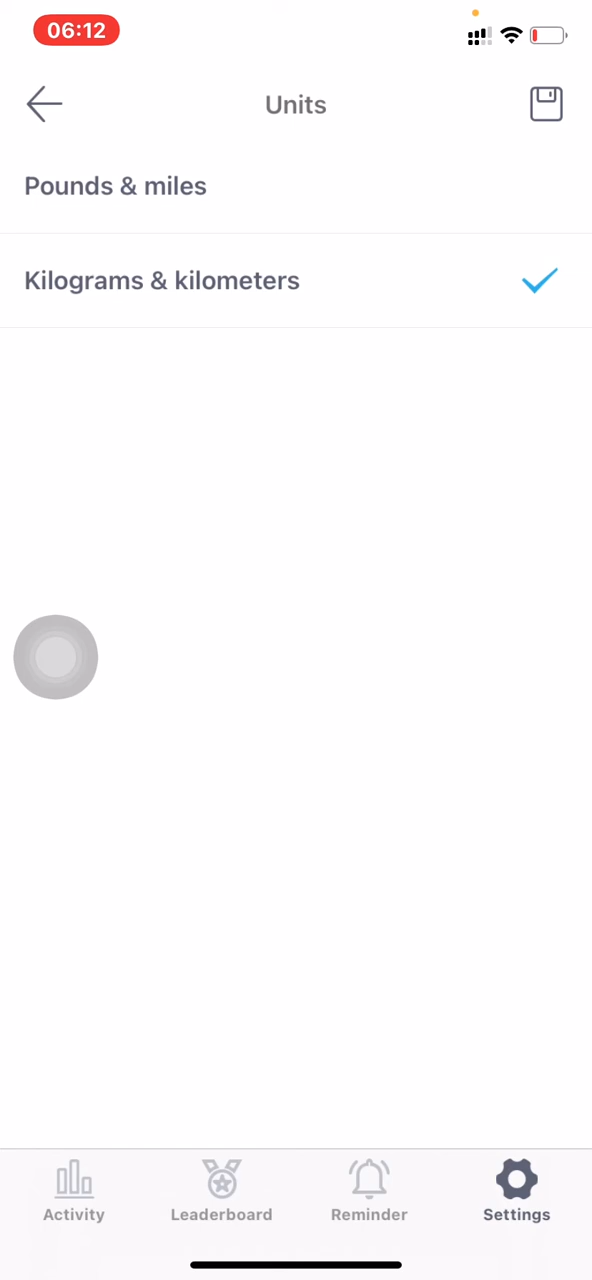 06:12
Units
Pounds & miles
Kilograms & kilometers
Activity
Leaderboard
Reminder
Settings